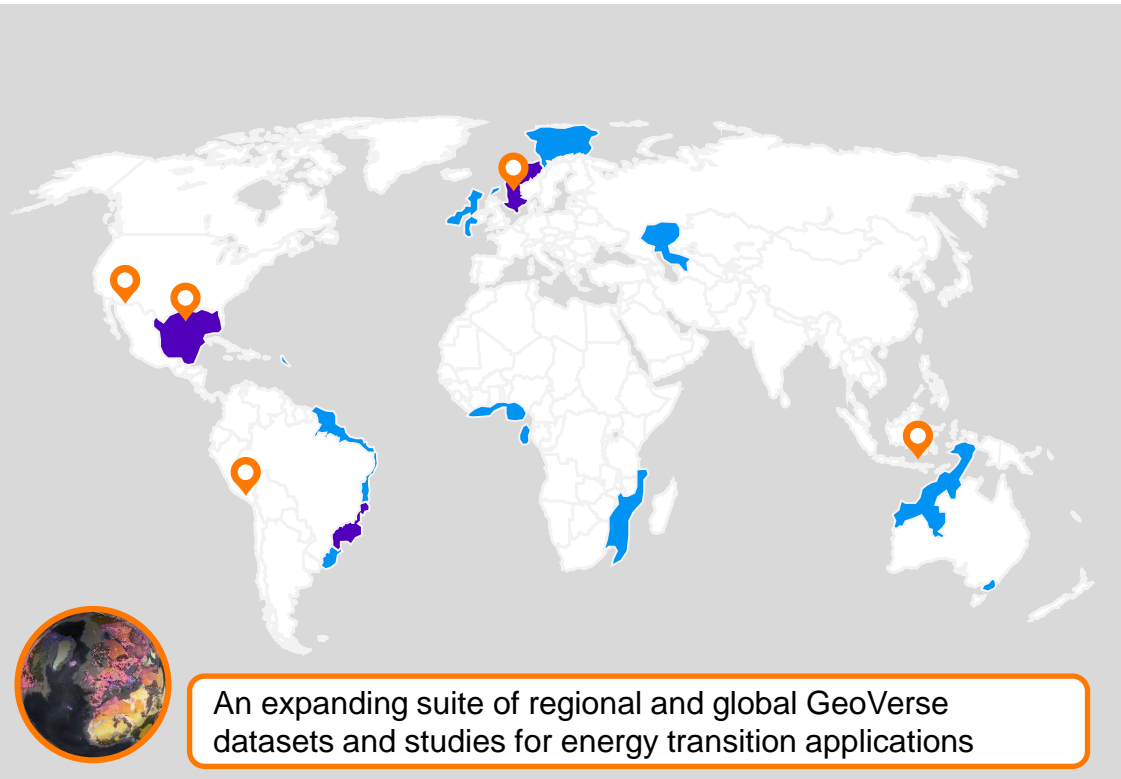 An expanding suite of regional and global GeoVerse
datasets and studies for energy transition applications